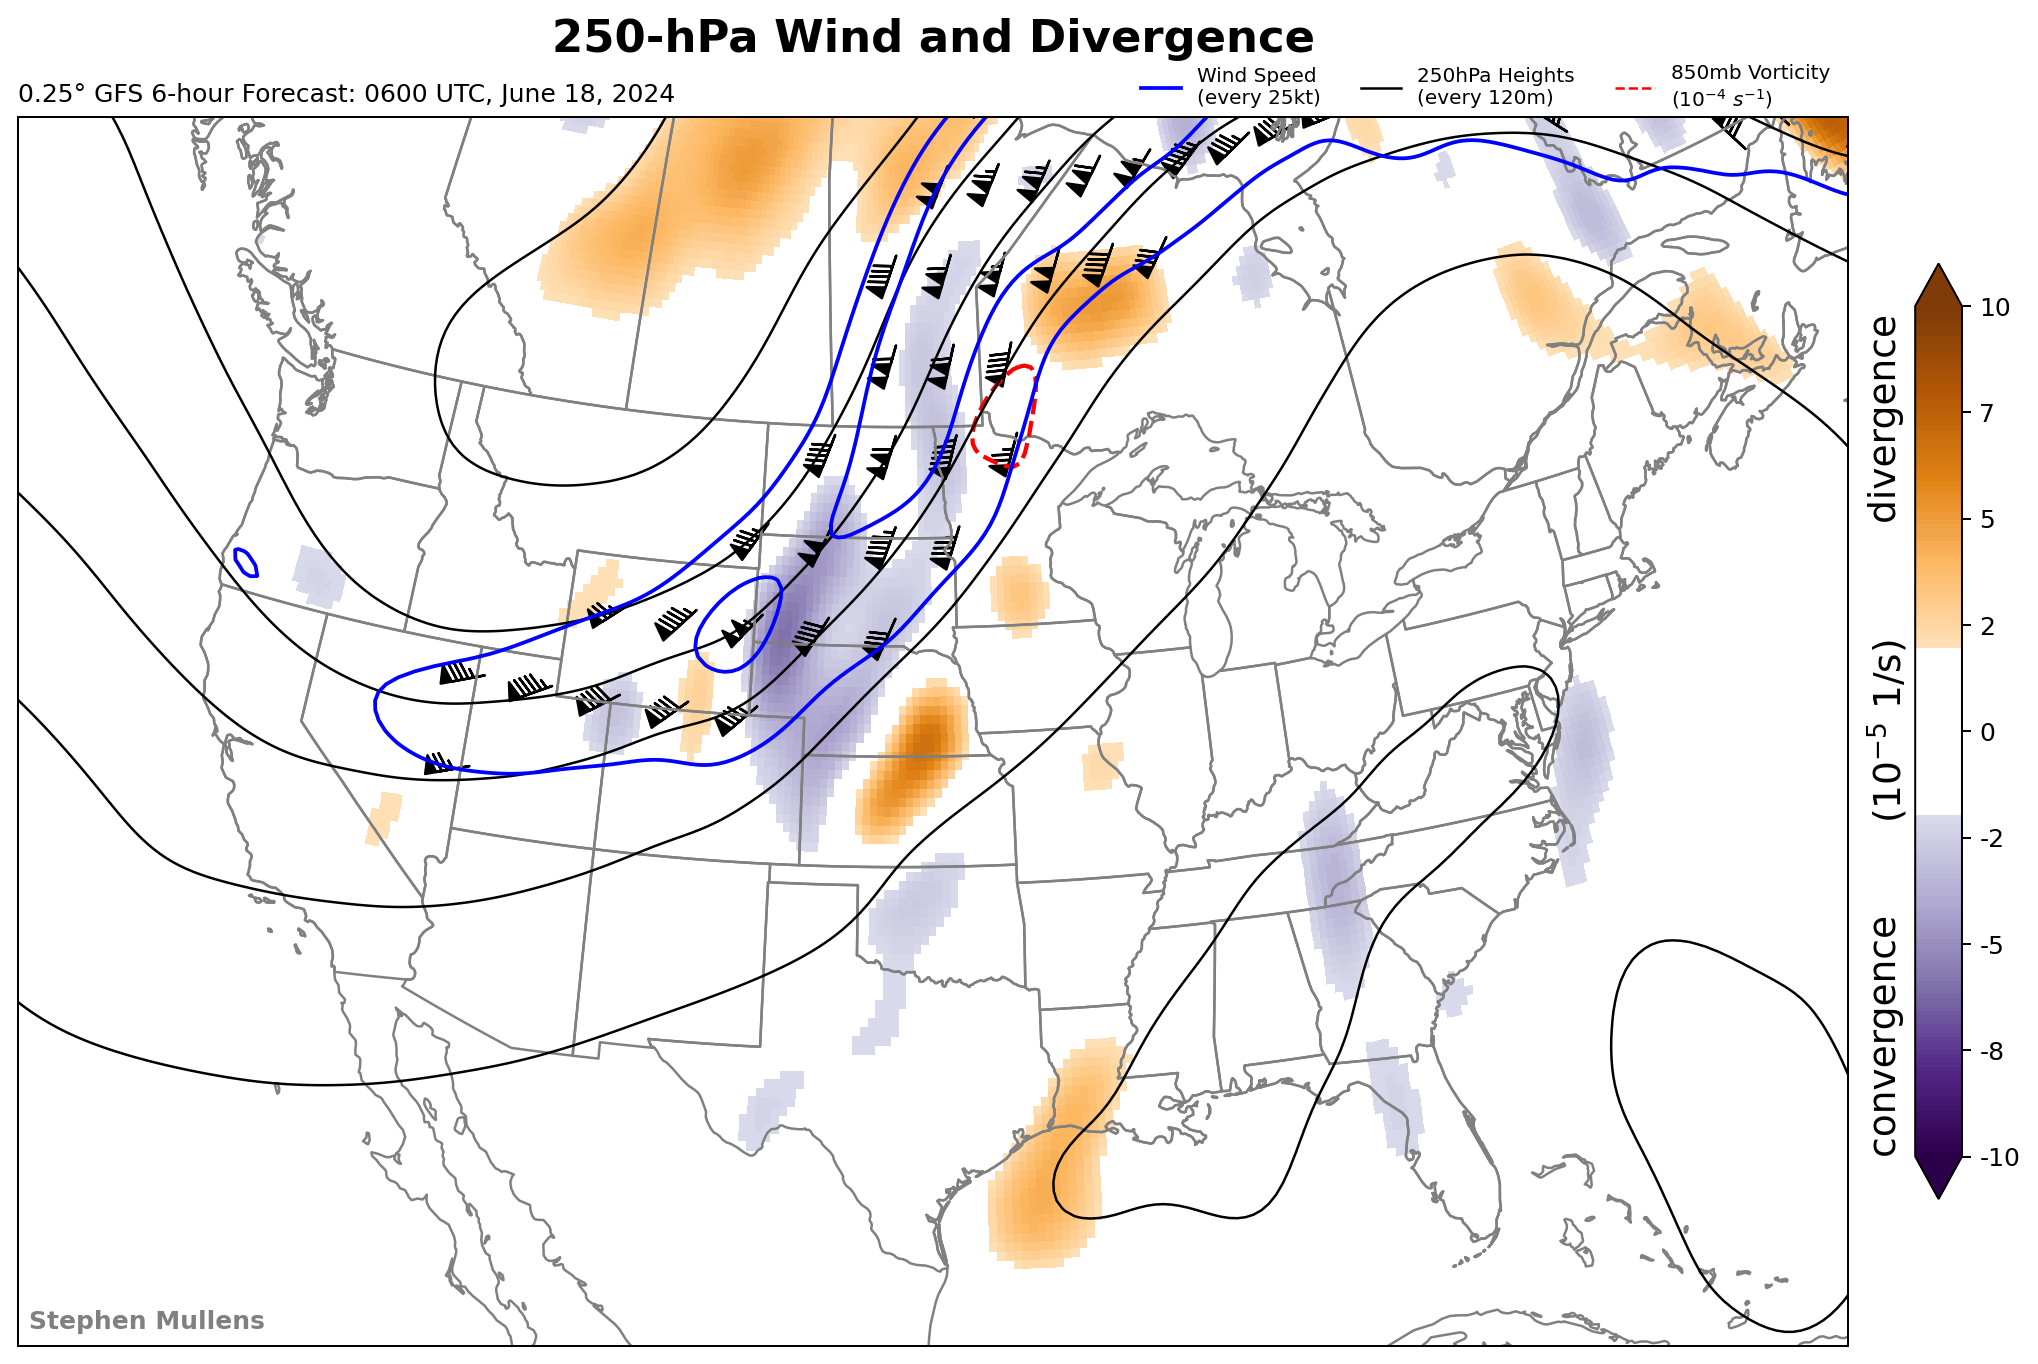 250-hPa Wind and Divergence
0.25° GFS 6-hour Forecast: 0600 UTC, June 18, 2024
Wind Speed
(every 25kt)
250hPa Heights
(every 120m)
850mb Vorticity
(10⁻⁴ s⁻¹)
10
7
5
2
0
-2
-5
-8
-10
convergence (10⁻⁵ 1/s) divergence
Stephen Mullens